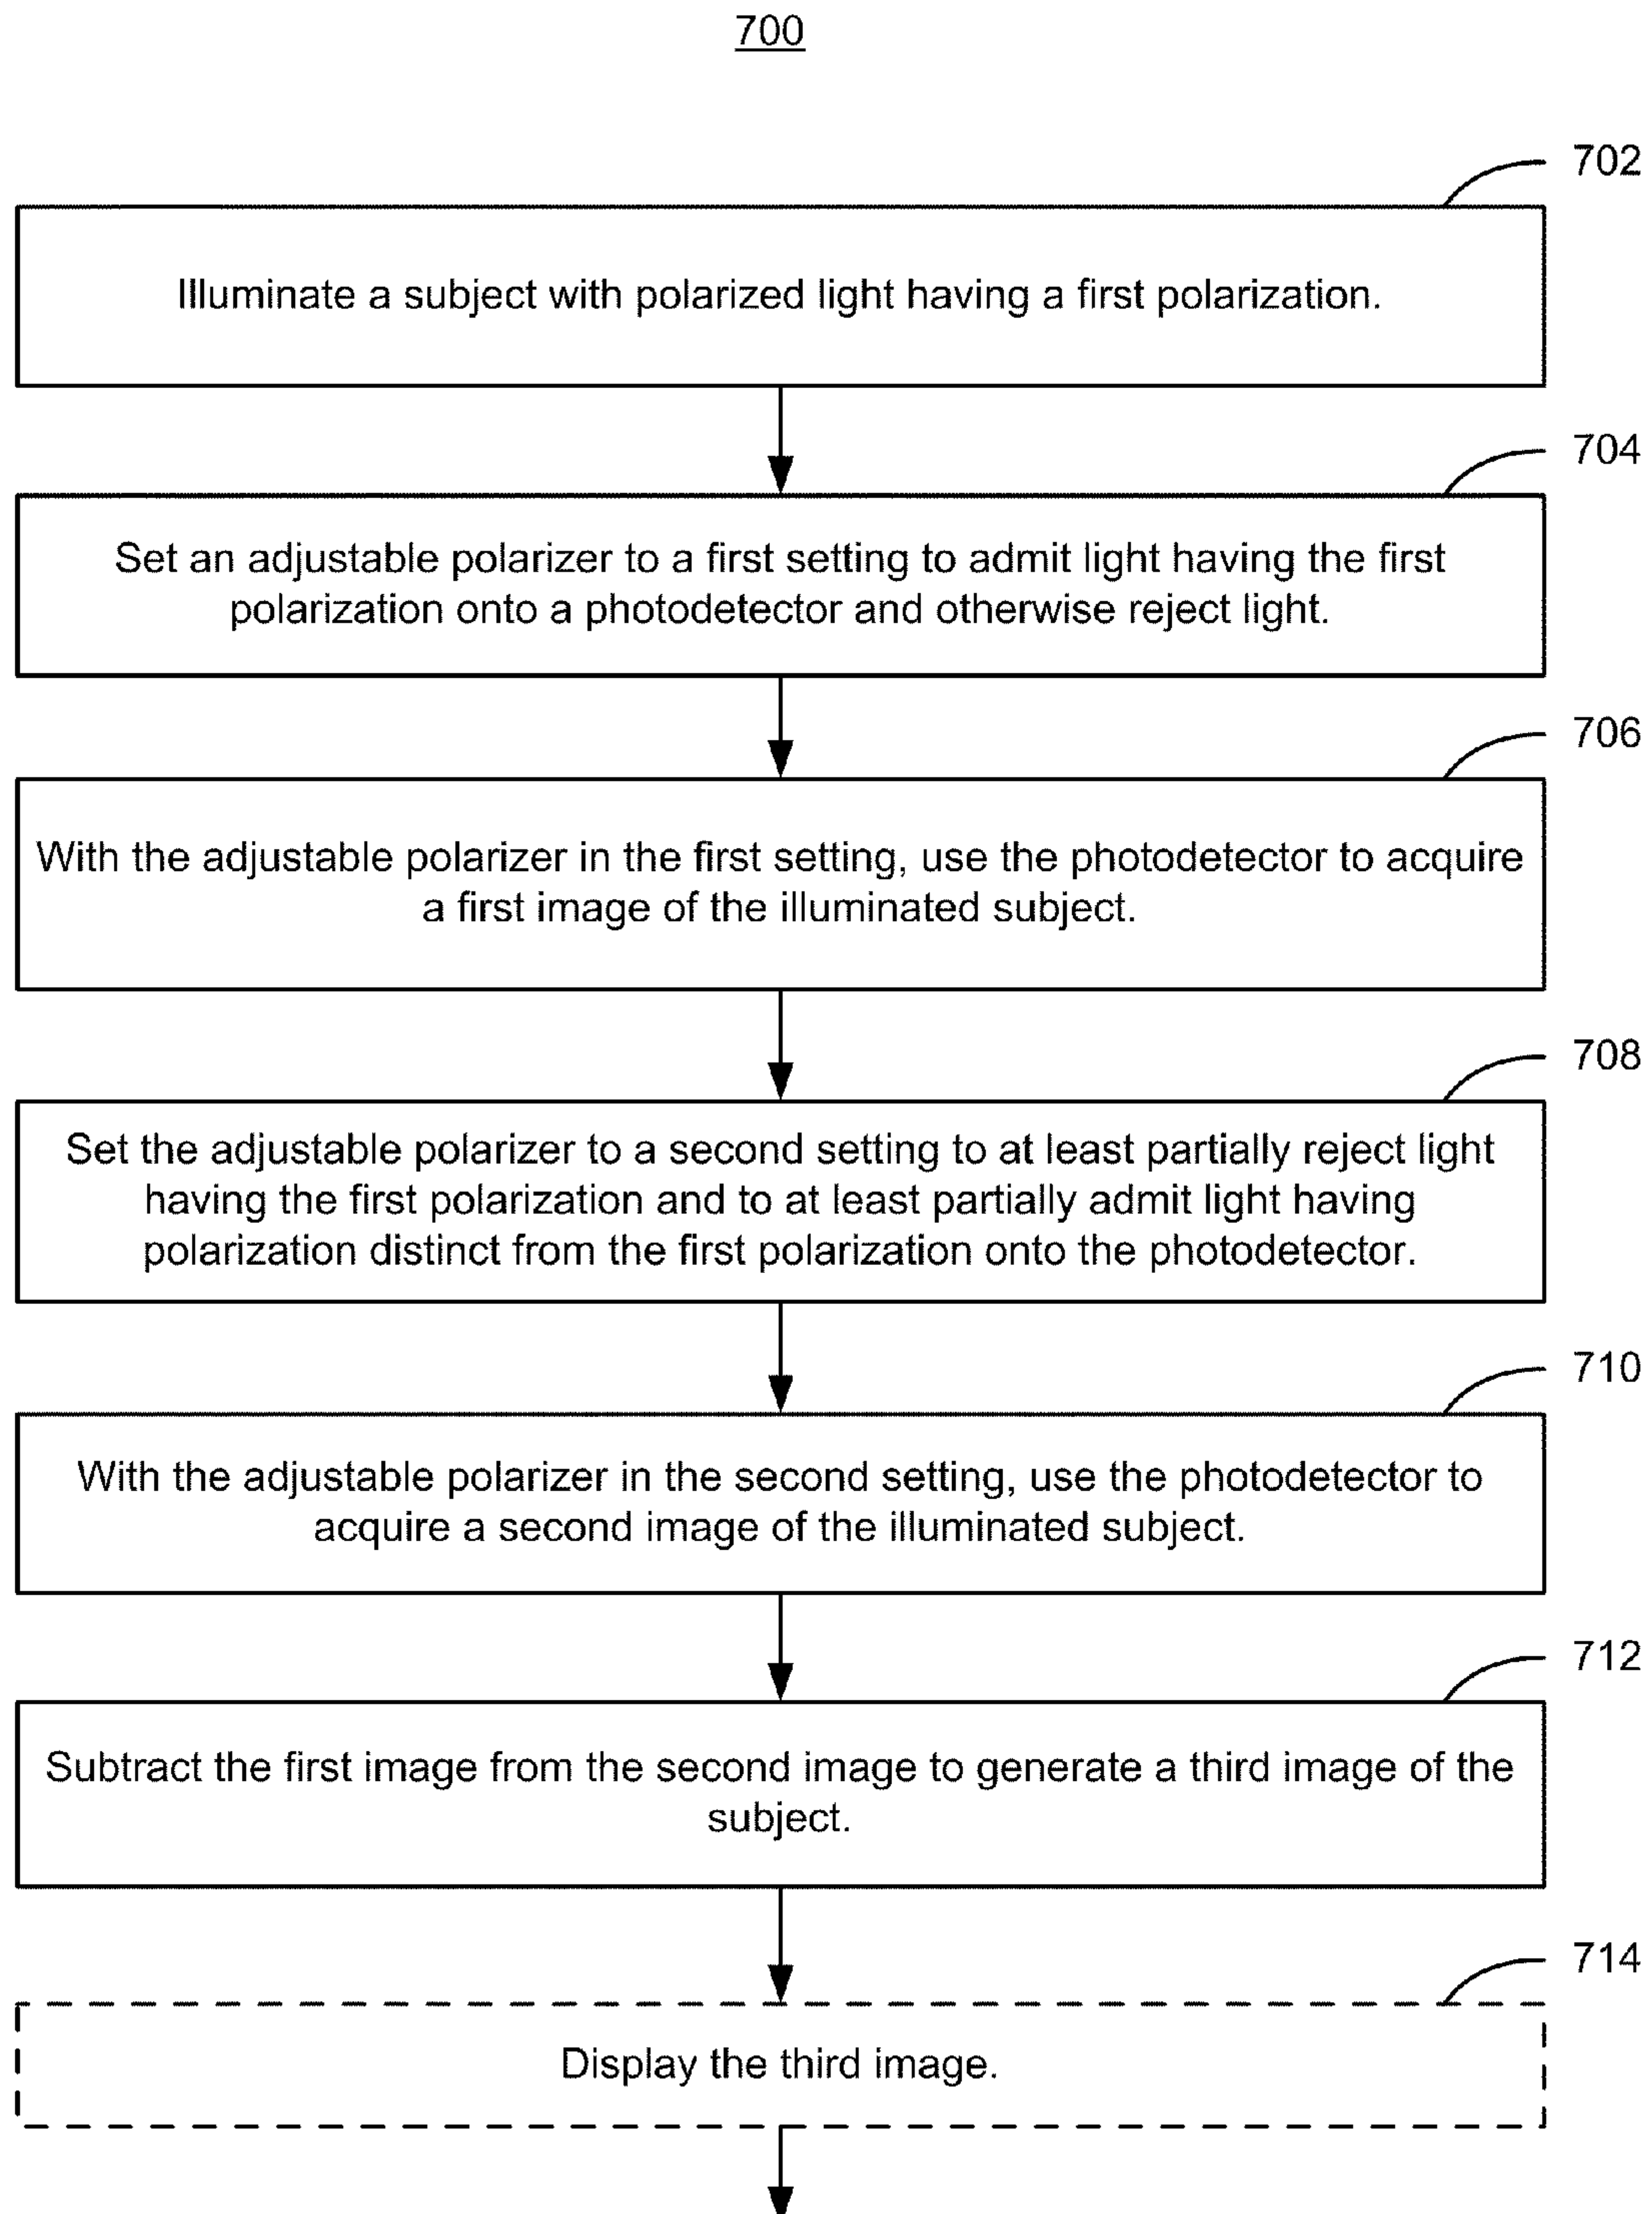 700
702
Illuminate a subject with polarized light having a first polarization.
704
Set an adjustable polarizer to a first setting to admit light having the first
polarization onto a photodetector and otherwise reject light.
706
With the adjustable polarizer in the first setting, use the photodetector to acquire
a first image of the illuminated subject.
708
Set the adjustable polarizer to a second setting to at least partially reject light
having the first polarization and to at least partially admit light having
polarization distinct from the first polarization onto the photodetector.
710
With the adjustable polarizer in the second setting, use the photodetector to
acquire a second image of the illuminated subject.
712
Subtract the first image from the second image to generate a third image of the
subject.
714
Display the third image.